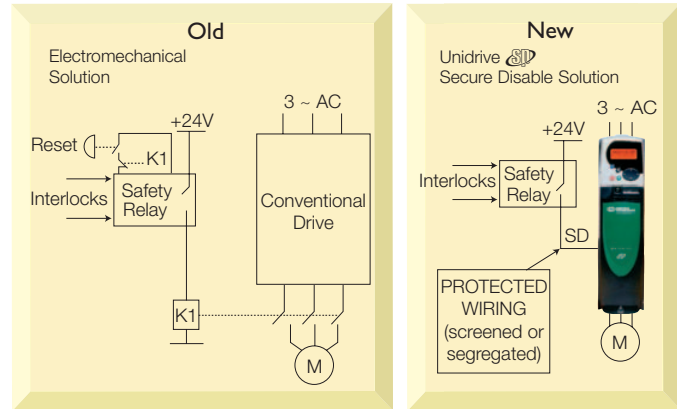 Old
Electromechanical
Solution
3 ~ AC
+24V
Reset
K1
Interlocks
Safety
Relay
Conventional
Drive
K1
M
New
Unidrive SP
Secure Disable Solution
3 ~ AC
+24V
Interlocks
Safety
Relay
SD
PROTECTED
WIRING
(screened or
segregated)
M